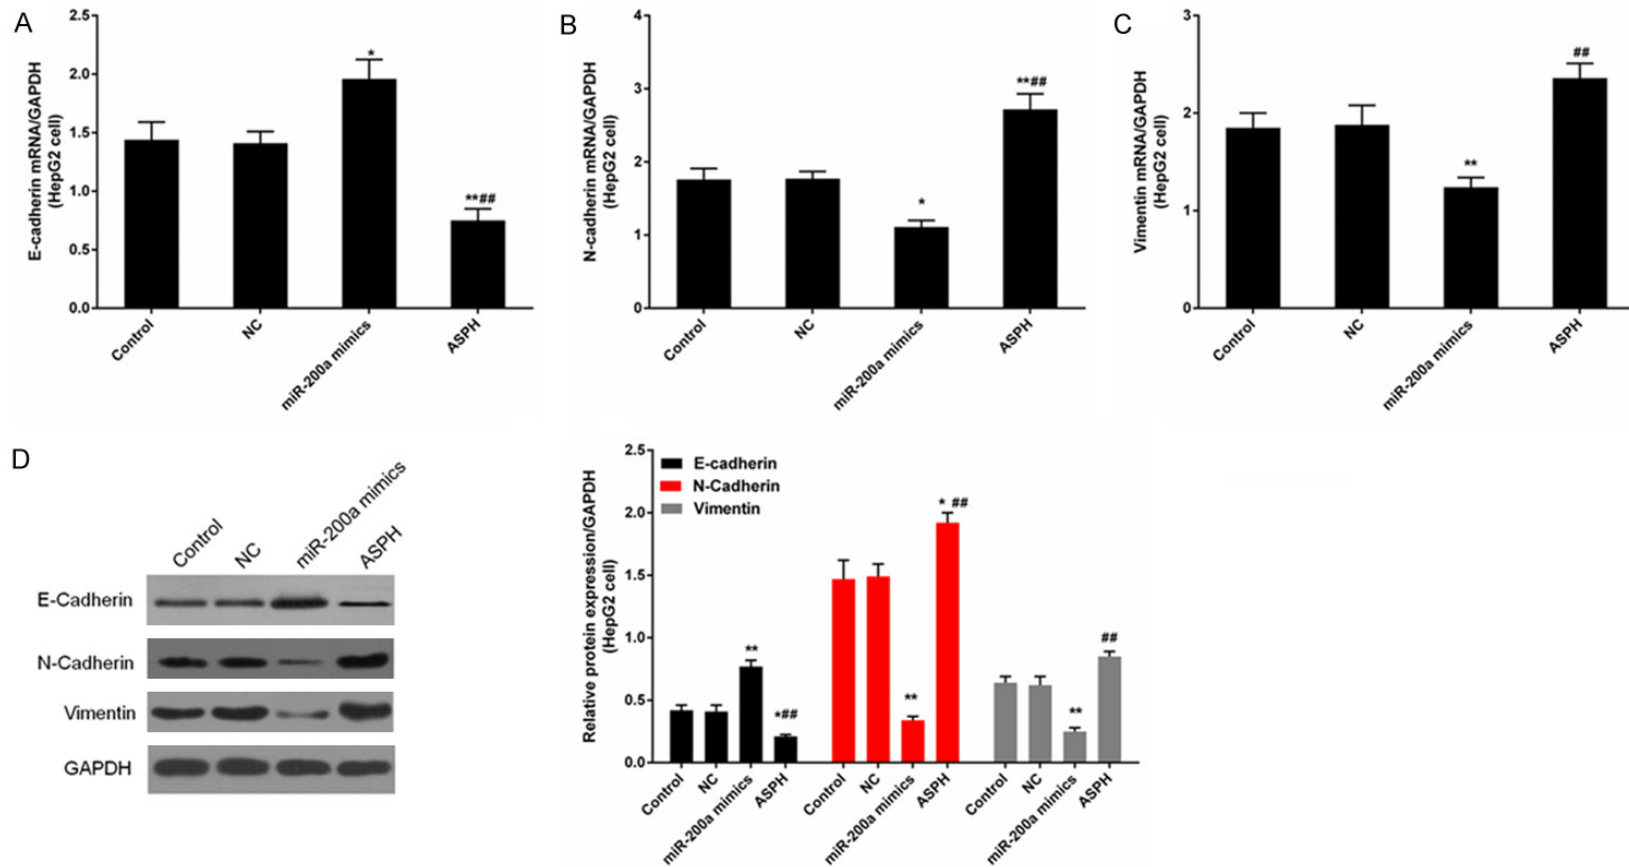 A
E-cadherin mRNA/GAPDH
(HepG2 cell)
2.5
2.0
1.5
1.0
0.5
0.0
*
**##
Control
NC
miR-200a mimics
ASPH
B
N-cadherin mRNA/GAPDH
(HepG2 cell)
4
3
2
1
0
*
**##
Control
NC
miR-200a mimics
ASPH
C
Vimentin mRNA/GAPDH
(HepG2 cell)
3
2
1
0
**
##
Control
NC
miR-200a mimics
ASPH
D
Control
NC
miR-200a mimics
ASPH
E-Cadherin
N-Cadherin
Vimentin
GAPDH
Relative protein expression/GAPDH
(HepG2 cell)
2.5
2.0
1.5
1.0
0.5
0.0
E-cadherin
N-Cadherin
Vimentin
**
*##
**
* ##
**
##
Control
NC
miR-200a mimics
ASPH
Control
NC
miR-200a mimics
ASPH
Control
NC
miR-200a mimics
ASPH